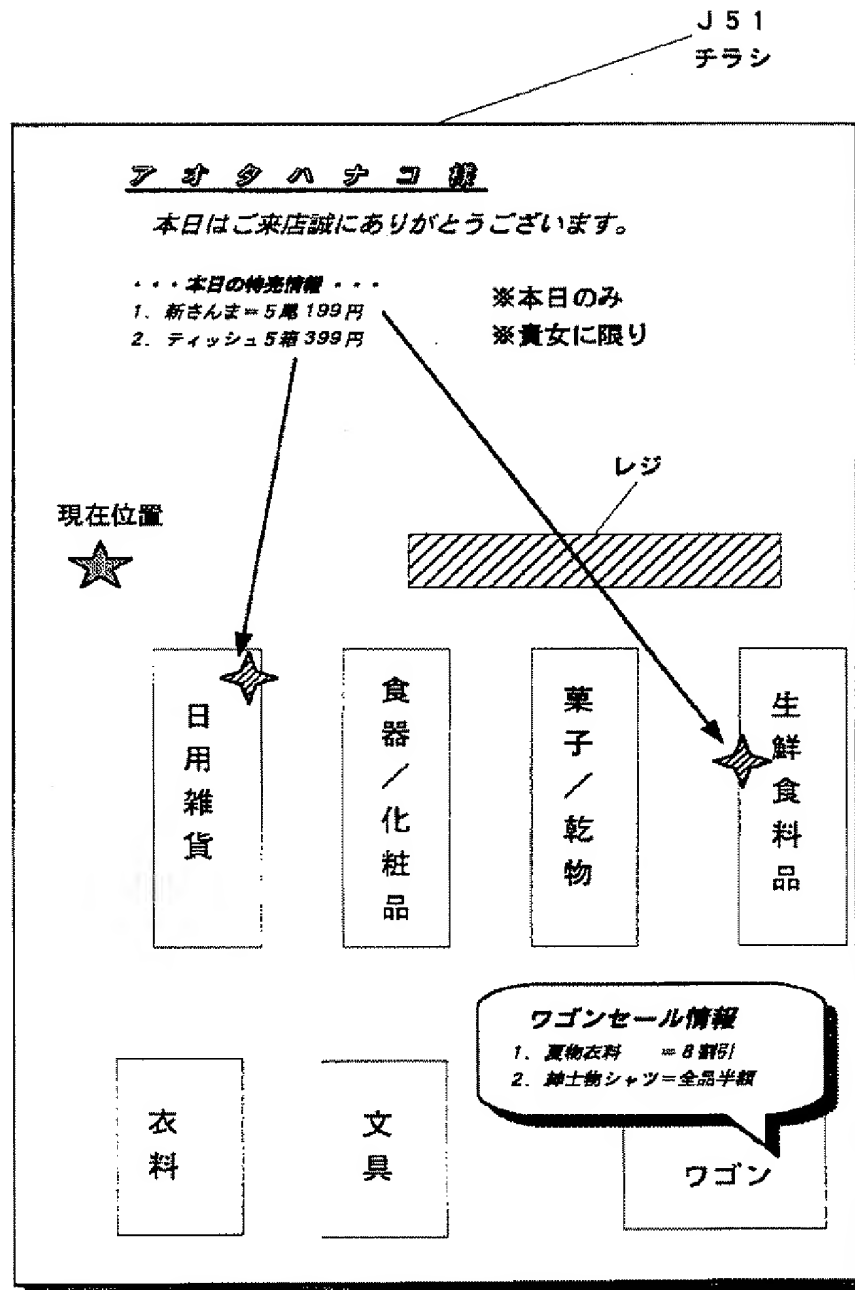 J51
チラシ
アオタハナコ様
本日はご来店誠にありがとうございます。
・・・本日の特売情報・・・
1. 新さんま=5尾199円
2. ティッシュ5箱399円
※本日のみ
※貴女に限り
レジ
現在位置
日用雑貨
食器/化粧品
菓子/乾物
生鮮食料品
ワゴンセール情報
1. 夏物衣料 =8割引
2. 紳士物シャツ=全品半額
衣料
文具
ワゴン